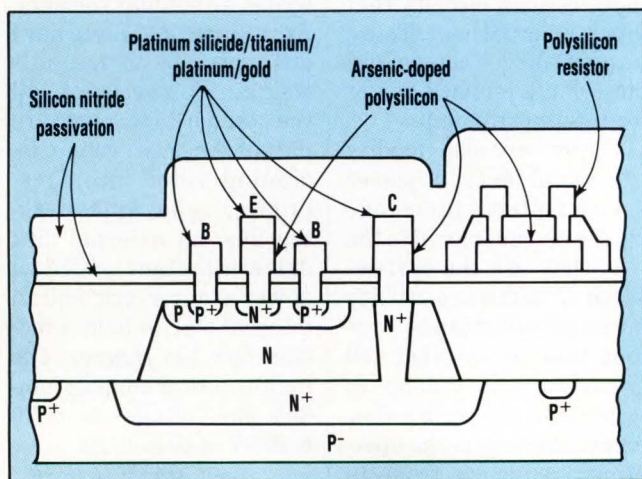 Platinum silicide/titanium/
platinum/gold
Arsenic-doped
polysilicon
Polysilicon
resistor
Silicon nitride
passivation
E
C
B
B
P
P+
N+
P+
N+
N
N+
P+
P+
P-